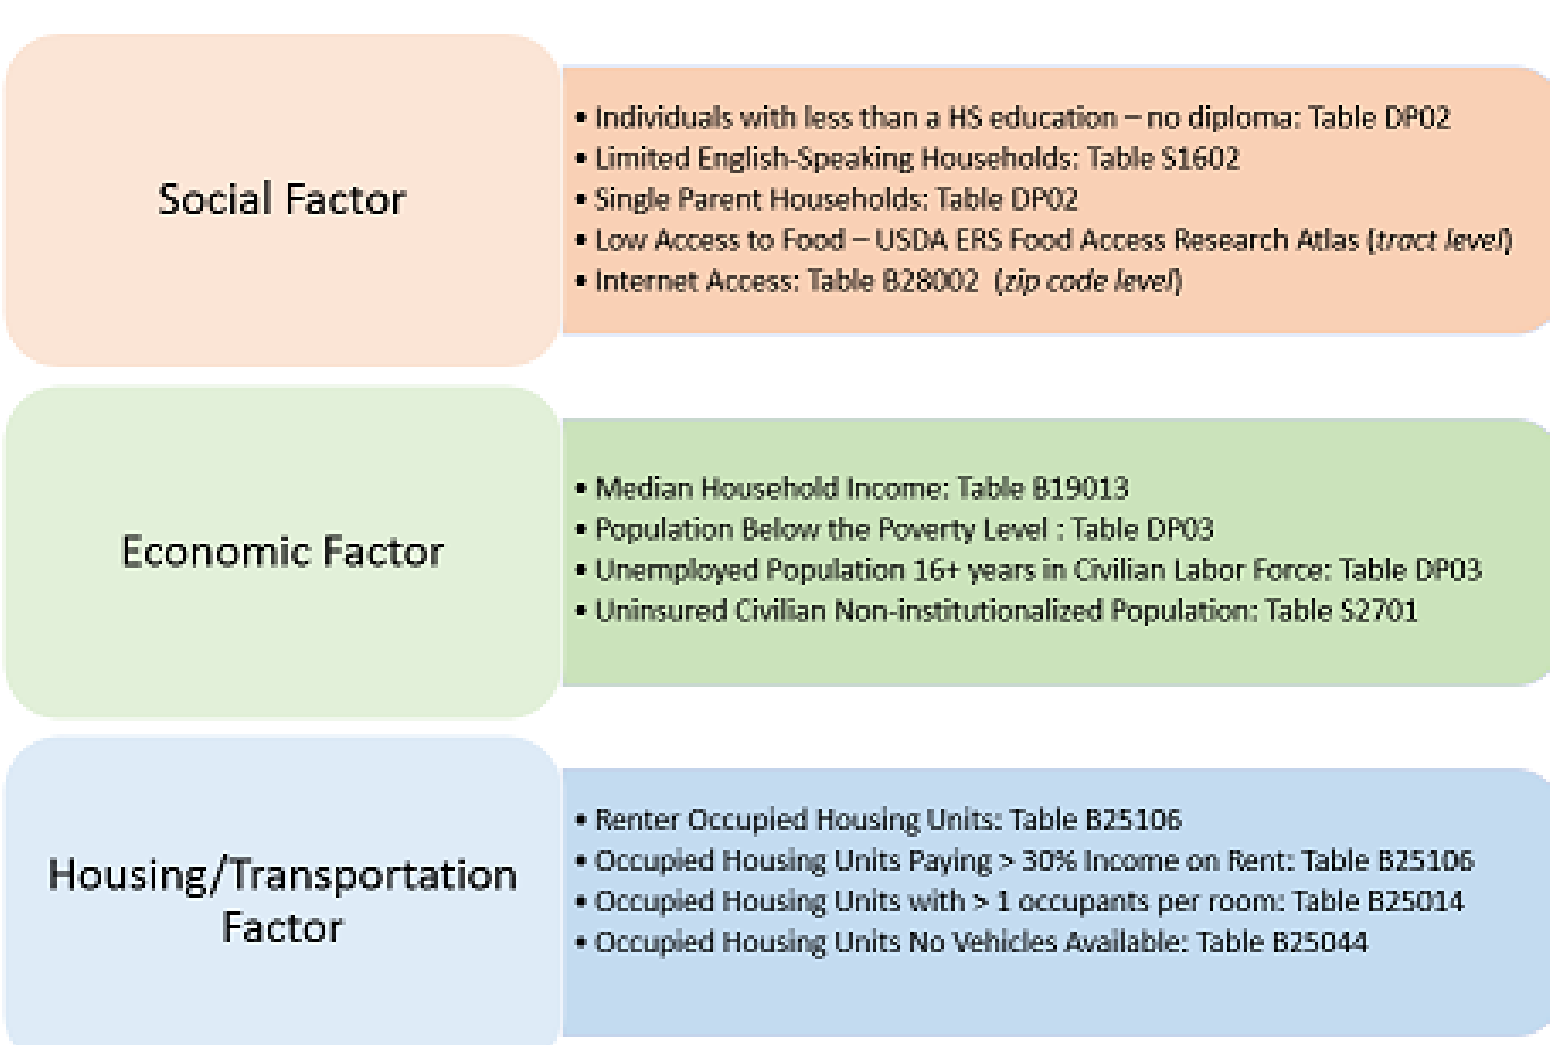 Social Factor
• Individuals with less than a HS education – no diploma: Table DP02
• Limited English-Speaking Households: Table S1602
• Single Parent Households: Table DP02
• Low Access to Food – USDA ERS Food Access Research Atlas (tract level)
• Internet Access: Table B28002 (zip code level)
Economic Factor
• Median Household Income: Table B19013
• Population Below the Poverty Level : Table DP03
• Unemployed Population 16+ years in Civilian Labor Force: Table DP03
• Uninsured Civilian Non-institutionalized Population: Table S2701
Housing/Transportation
Factor
• Renter Occupied Housing Units: Table B25106
• Occupied Housing Units Paying > 30% Income on Rent: Table B25106
• Occupied Housing Units with > 1 occupants per room: Table B25014
• Occupied Housing Units No Vehicles Available: Table B25044